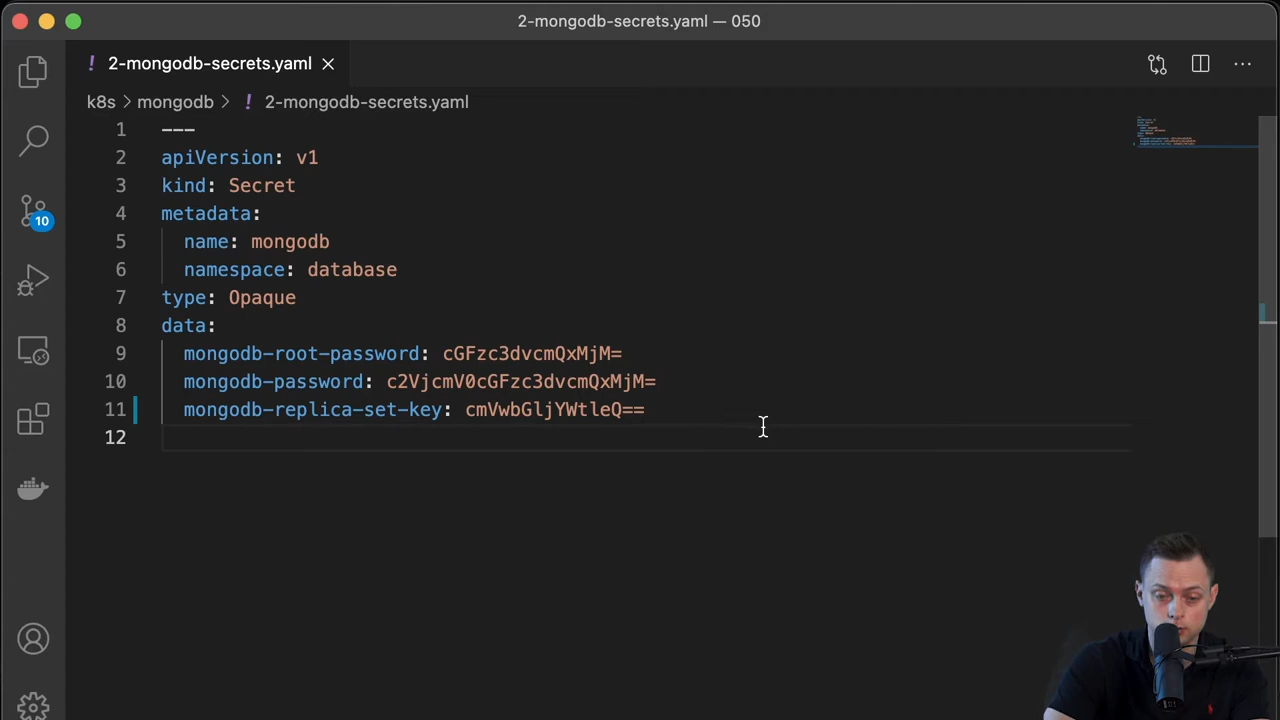 2-mongodb-secrets.yaml — 050
! 2-mongodb-secrets.yaml ×
k8s > mongodb > ! 2-mongodb-secrets.yaml
1 ---
2 apiVersion: v1
3 kind: Secret
4 metadata:
5   name: mongodb
6   namespace: database
7 type: Opaque
8 data:
9   mongodb-root-password: cGFzc3dvcmQxMjM=
10   mongodb-password: c2VjcmV0cGFzc3dvcmQxMjM=
11   mongodb-replica-set-key: cmVwbGljYWtleQ==
12
10